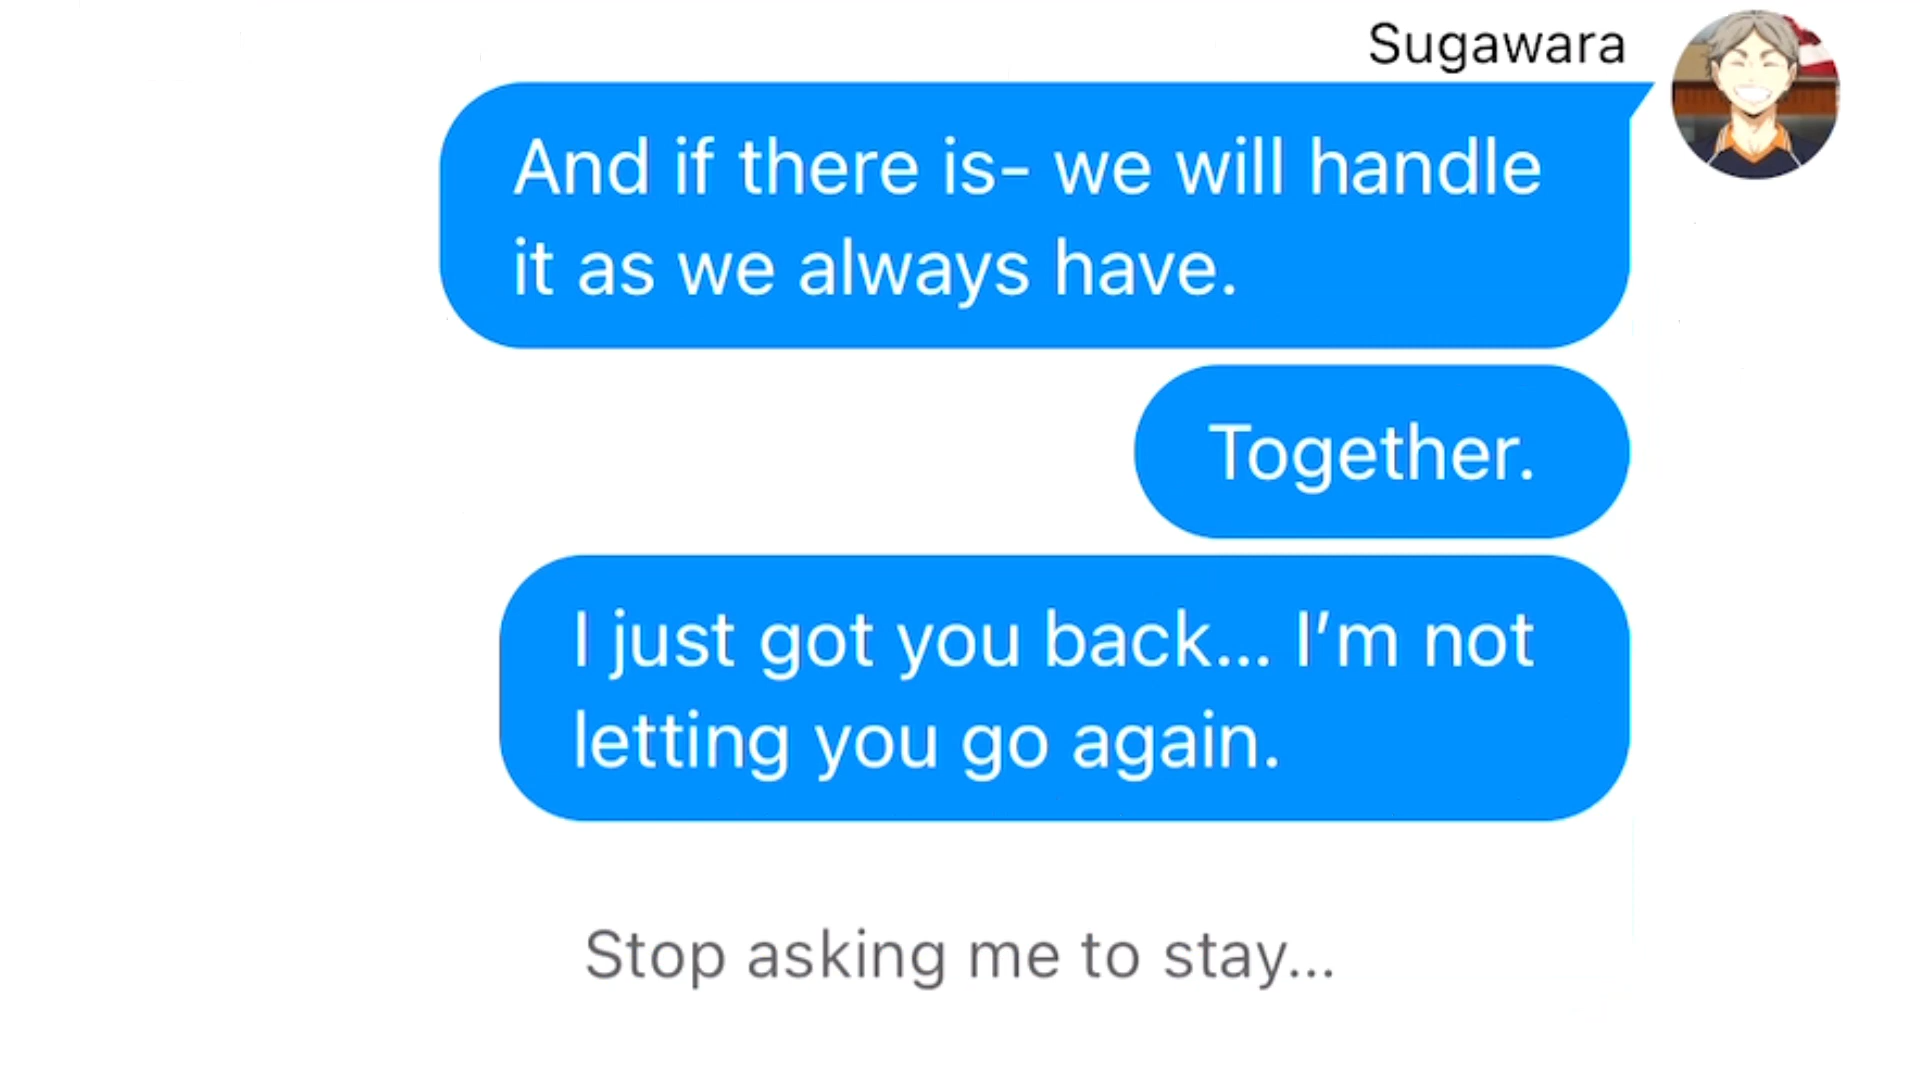 Sugawara
And if there is- we will handle
it as we always have.
Together.
I just got you back... I’m not
letting you go again.
Stop asking me to stay...